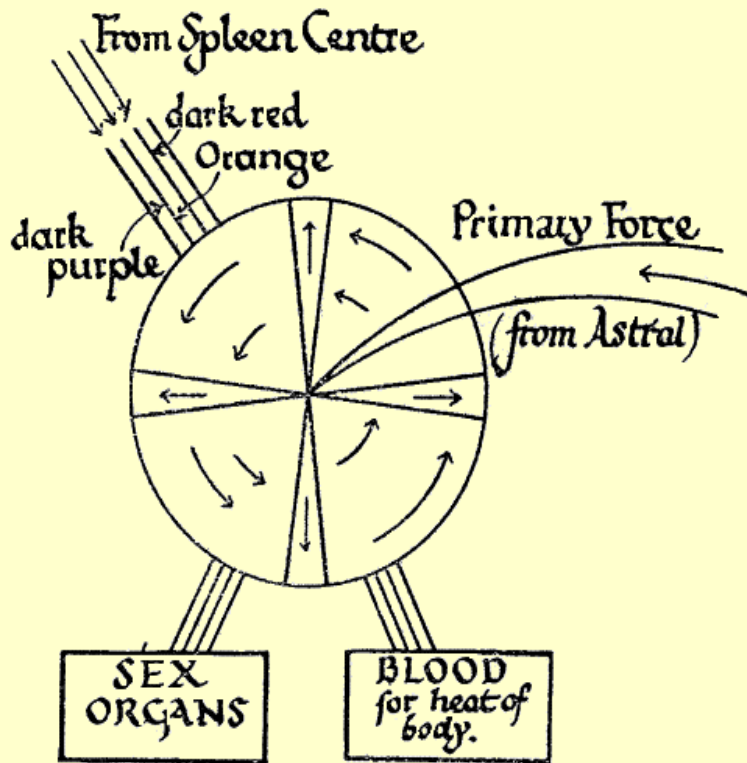 From Spleen Centre
dark red
Orange
dark
purple
Primary Force
(from Astral)
SEX
ORGANS
BLOOD
for heat of
body.